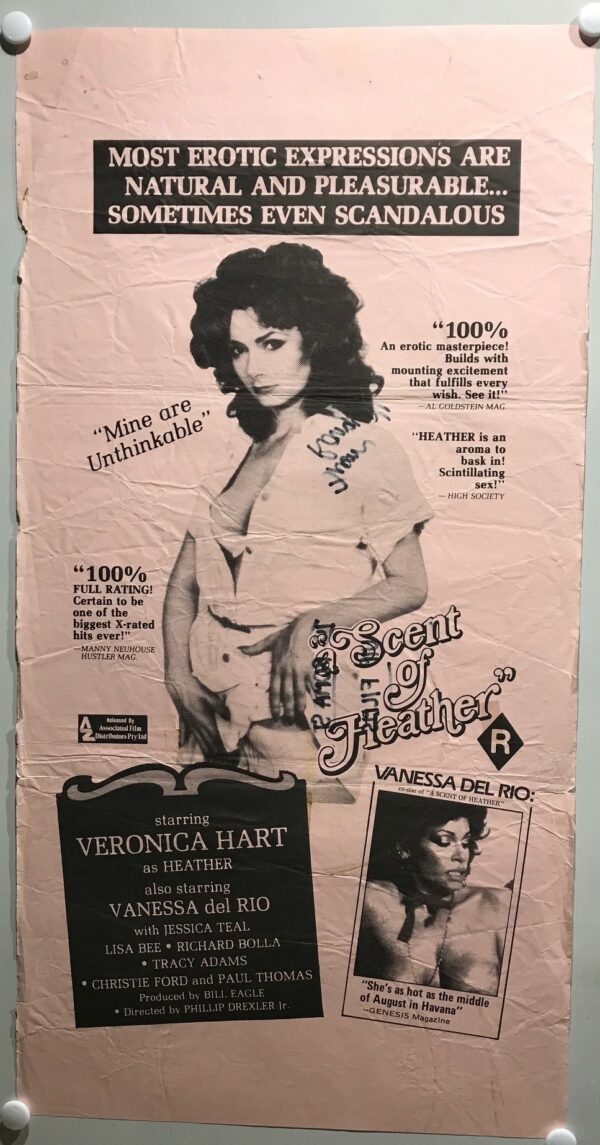 MOST EROTIC EXPRESSIONS ARE
NATURAL AND PLEASURABLE...
SOMETIMES EVEN SCANDALOUS
"100%
An erotic masterpiece!
Builds with
mounting excitement
that fulfills every
wish. See it!"
—AL GOLDSTEIN MAG.
"Mine are
Unthinkable"
"HEATHER is an
aroma to
bask in!
Scintillating
sex!"
— HIGH SOCIETY
"100%
FULL RATING!
Certain to be
one of the
biggest X-rated
hits ever!"
—MANNY NEUHOUSE
HUSTLER MAG.
Scent
of
Heather"
R
Released By
Associated Film
Distributors Pty Ltd
starring
VERONICA HART
as HEATHER
also starring
VANESSA del RIO
with JESSICA TEAL
LISA BEE • RICHARD BOLLA
• TRACY ADAMS
• CHRISTIE FORD and PAUL THOMAS
Produced by BILL EAGLE
• Directed by PHILLIP DREXLER Jr.
VANESSA DEL RIO:
co-star of "A SCENT OF HEATHER"
"She's as hot as the middle
of August in Havana"
—GENESIS Magazine